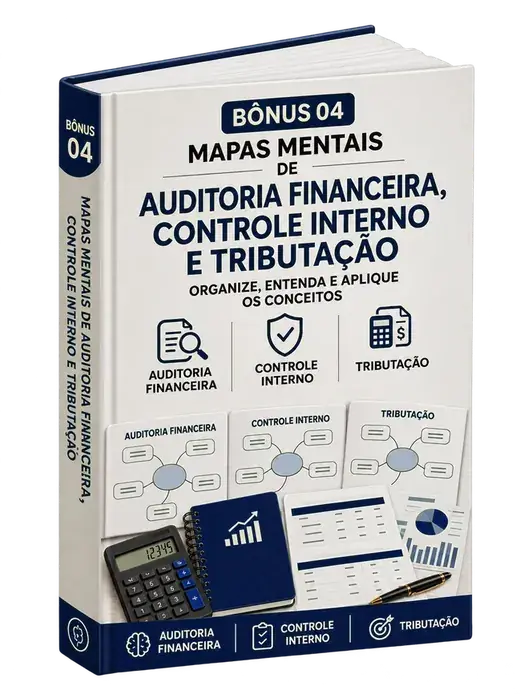 BÔNUS 04
MAPAS MENTAIS
DE
AUDITORIA FINANCEIRA,
CONTROLE INTERNO
E TRIBUTAÇÃO
ORGANIZE, ENTENDA E APLIQUE
OS CONCEITOS
AUDITORIA
FINANCEIRA
CONTROLE
INTERNO
TRIBUTAÇÃO
$
AUDITORIA FINANCEIRA
CONTROLE INTERNO
TRIBUTAÇÃO
12345
AUDITORIA
FINANCEIRA
CONTROLE
INTERNO
TRIBUTAÇÃO
BÔNUS
04
MAPAS MENTAIS DE AUDITORIA FINNNCEIRA,
CONTROLE INTERNO E TRIBUTAÇÃO